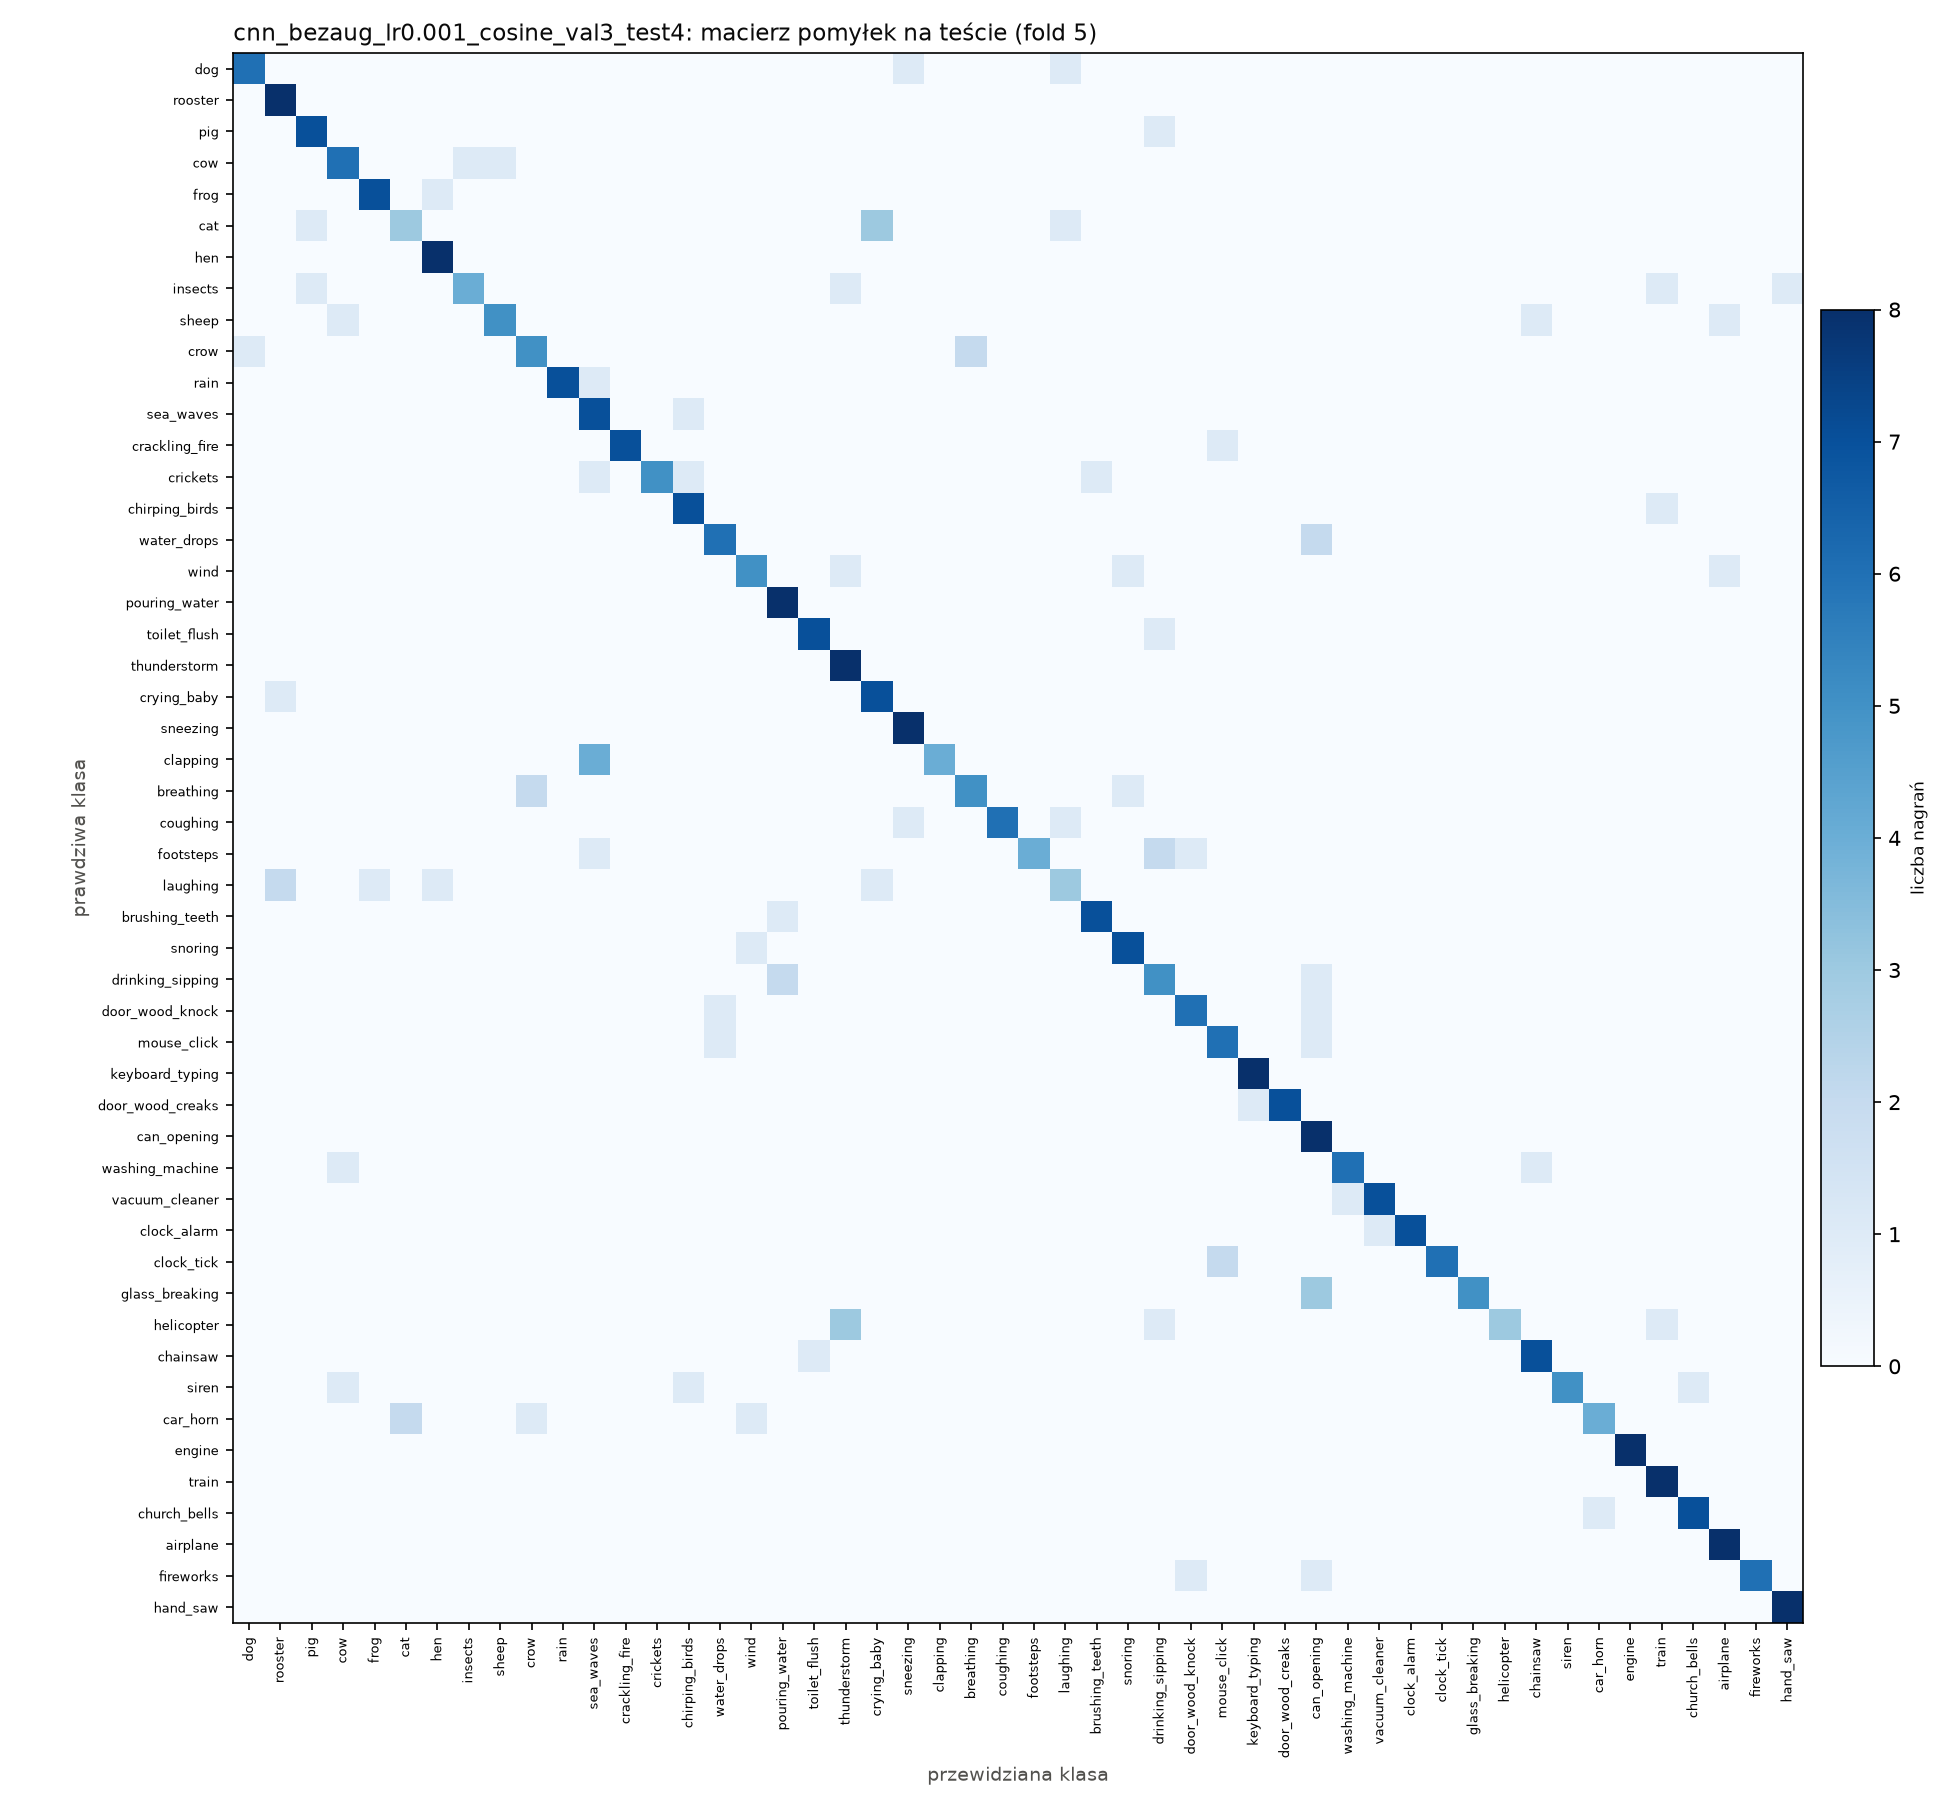 cnn_bezaug_lr0.001_cosine_val3_test4: macierz pomyłek na teście (fold 5)
prawdziwa klasa
dog
rooster
pig
cow
frog
cat
hen
insects
sheep
crow
rain
sea_waves
crackling_fire
crickets
chirping_birds
water_drops
wind
pouring_water
toilet_flush
thunderstorm
crying_baby
sneezing
clapping
breathing
coughing
footsteps
laughing
brushing_teeth
snoring
drinking_sipping
door_wood_knock
mouse_click
keyboard_typing
door_wood_creaks
can_opening
washing_machine
vacuum_cleaner
clock_alarm
clock_tick
glass_breaking
helicopter
chainsaw
siren
car_horn
engine
train
church_bells
airplane
fireworks
hand_saw
dog
rooster
pig
cow
frog
cat
hen
insects
sheep
crow
rain
sea_waves
crackling_fire
crickets
chirping_birds
water_drops
wind
pouring_water
toilet_flush
thunderstorm
crying_baby
sneezing
clapping
breathing
coughing
footsteps
laughing
brushing_teeth
snoring
drinking_sipping
door_wood_knock
mouse_click
keyboard_typing
door_wood_creaks
can_opening
washing_machine
vacuum_cleaner
clock_alarm
clock_tick
glass_breaking
helicopter
chainsaw
siren
car_horn
engine
train
church_bells
airplane
fireworks
hand_saw
przewidziana klasa
8
7
6
5
4
3
2
1
0
liczba nagrań